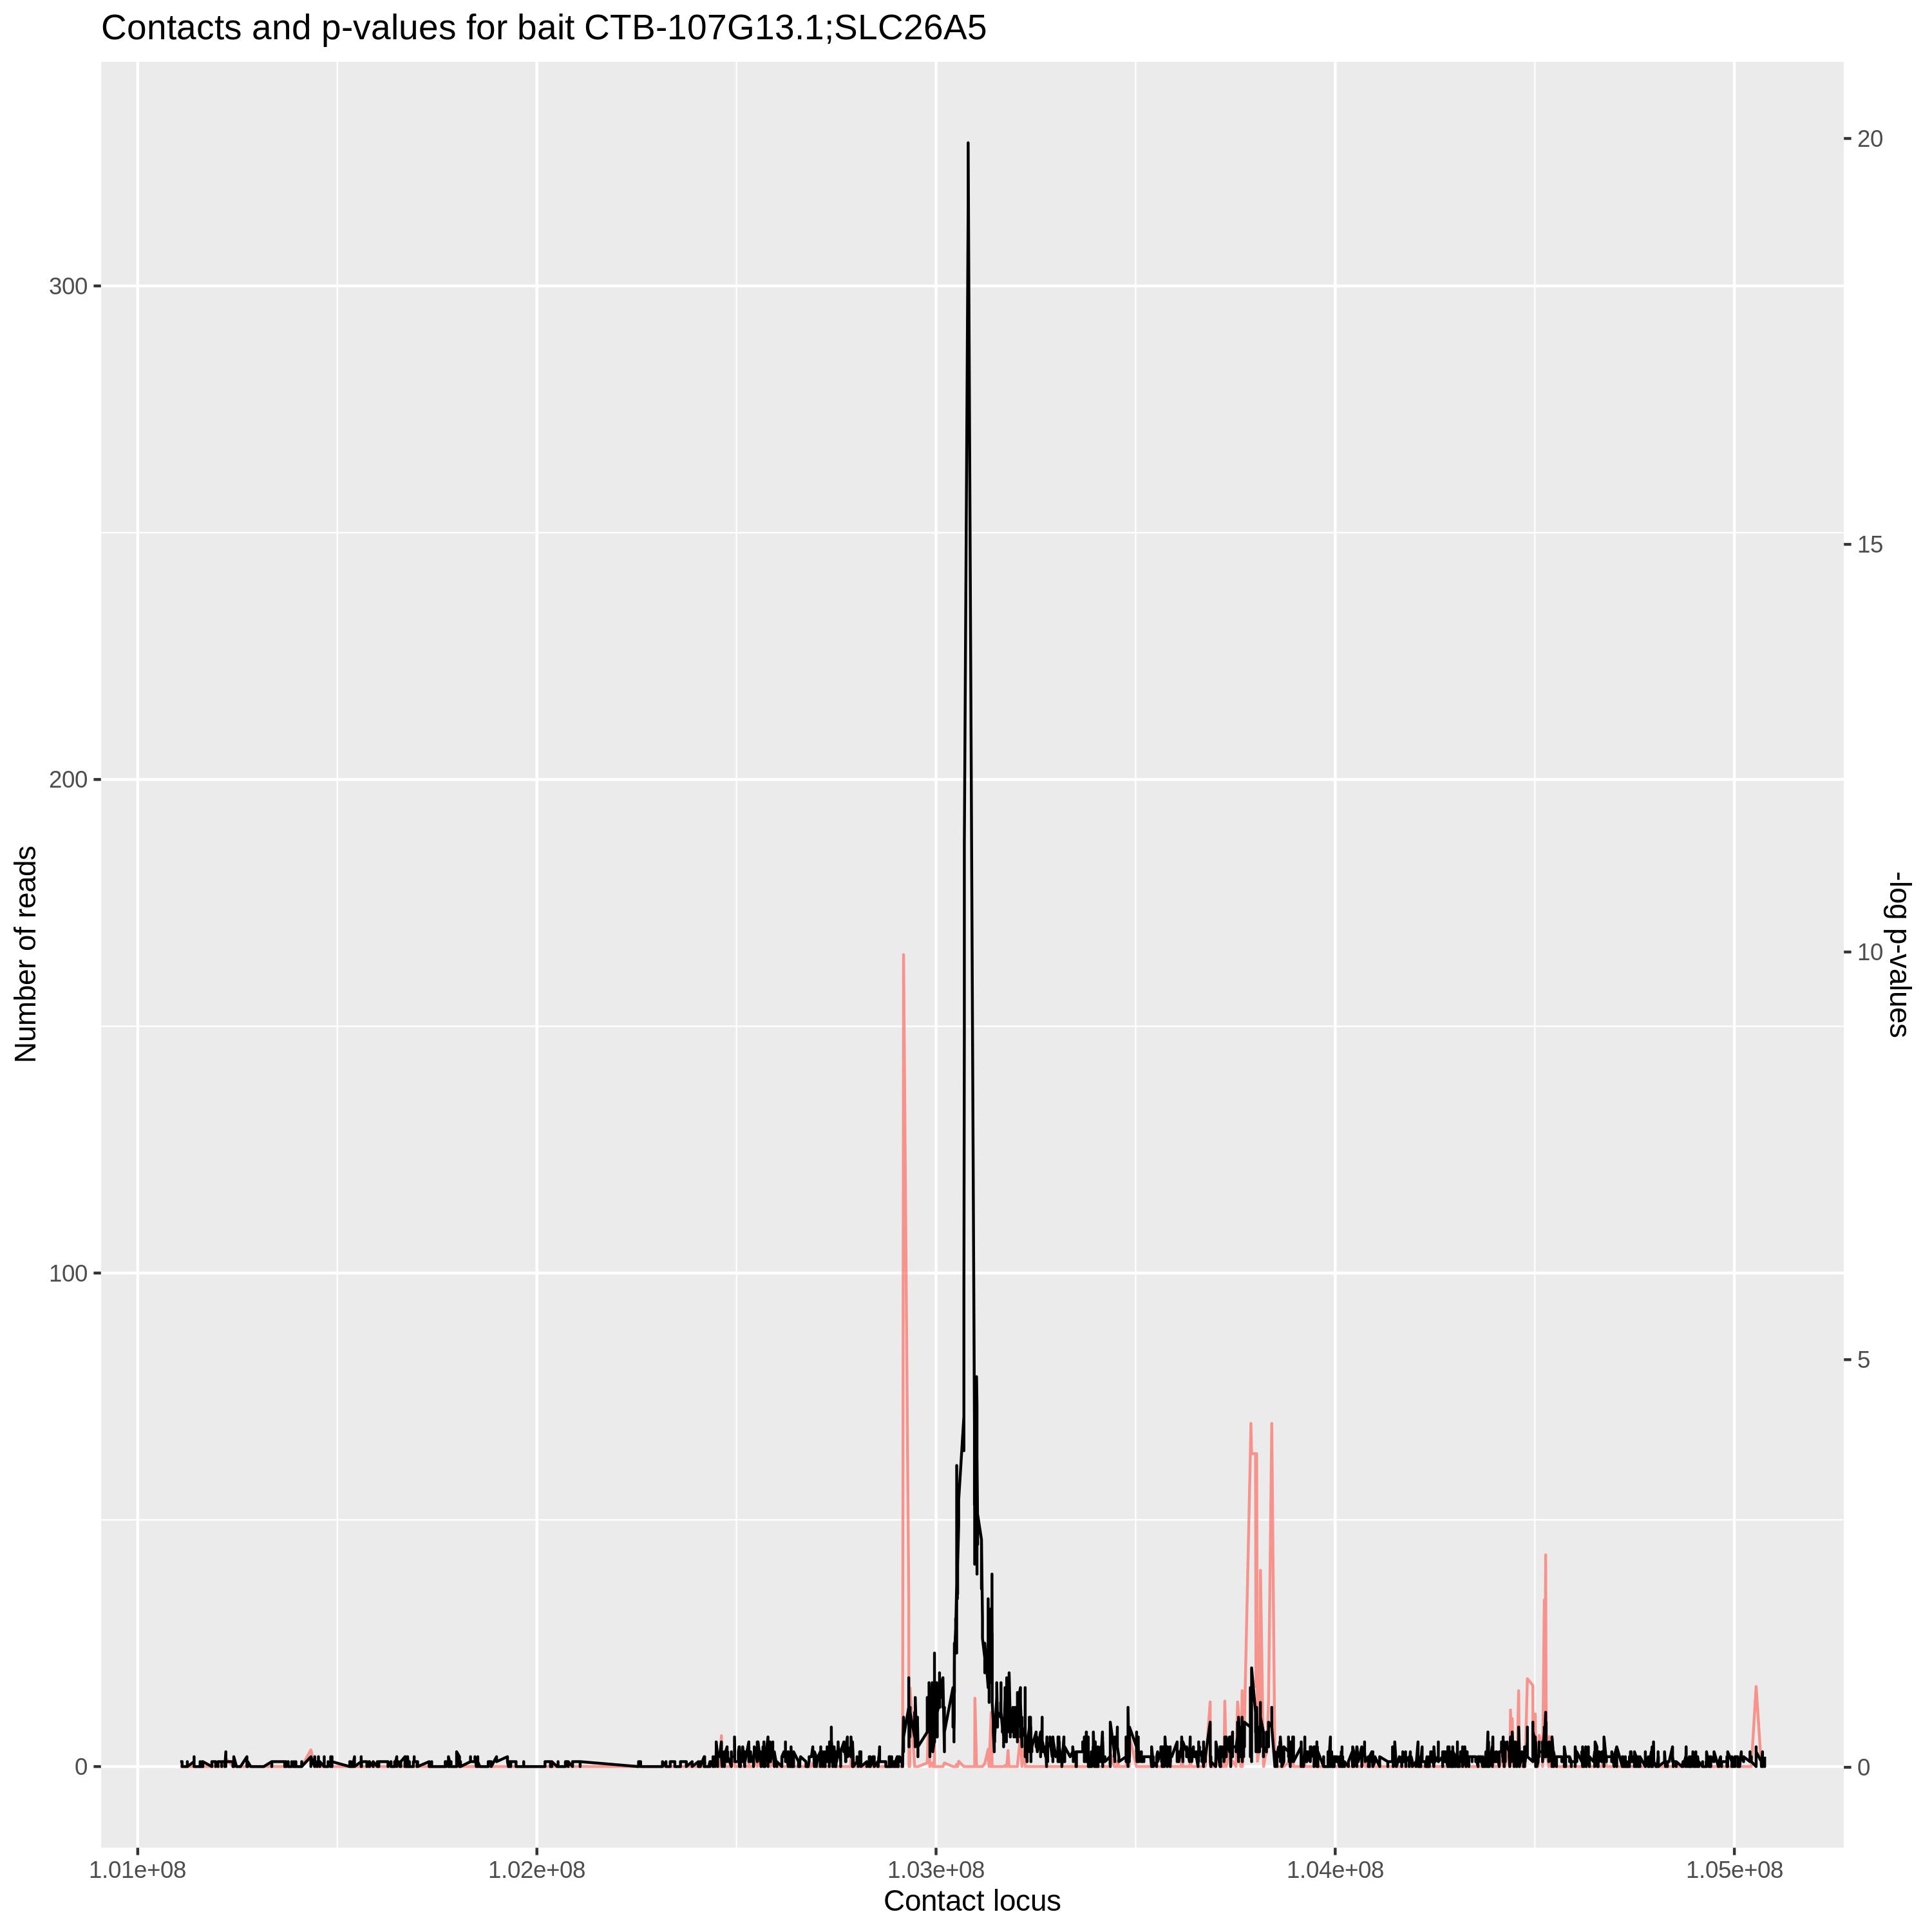 Contacts and p-values for bait CTB-107G13.1;SLC26A5
Number of reads
300
200
100
0
20
15
10
5
0
-log p-values
1.01e+08 1.02e+08 1.03e+08 1.04e+08 1.05e+08
Contact locus